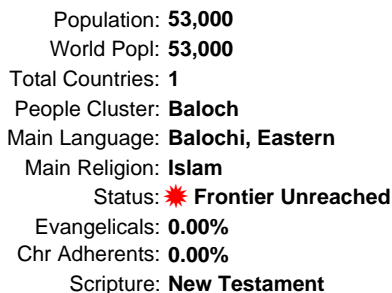 Population: 53,000
World Popl: 53,000
Total Countries: 1
People Cluster: Baloch
Main Language: Balochi, Eastern
Main Religion: Islam
Status: Frontier Unreached
Evangelicals: 0.00%
Chr Adherents: 0.00%
Scripture: New Testament